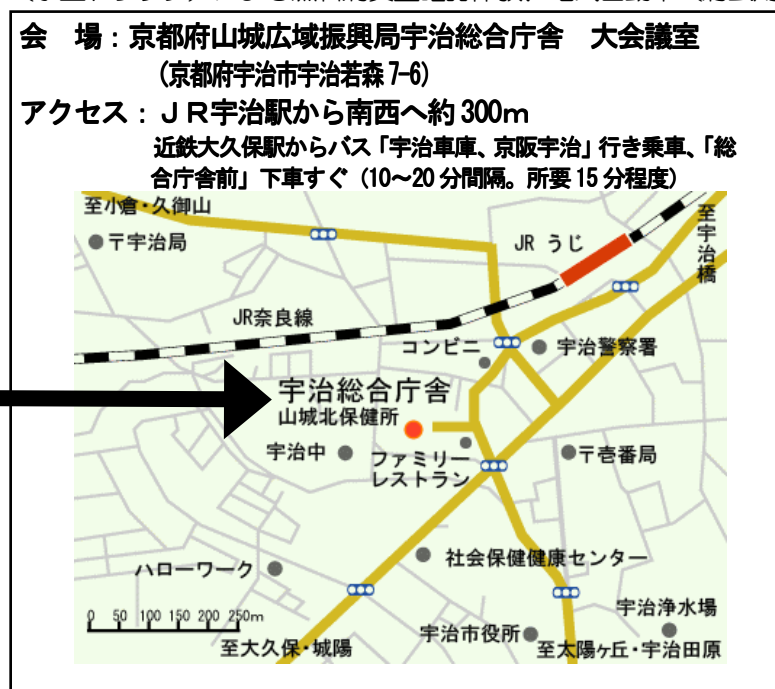 会　場：京都府山城広域振興局宇治総合庁舎　大会議室
(京都府宇治市宇治若森 7-6)
アクセス：ＪＲ宇治駅から南西へ約 300ｍ
近鉄大久保駅からバス「宇治車庫、京阪宇治」行き乗車、「総
合庁舎前」下車すぐ（10～20 分間隔。所要 15 分程度）
至小倉・久御山
〒宇治局
JR うじ
至宇治橋
JR奈良線
コンビニ
宇治警察署
宇治総合庁舎
山城北保健所
宇治中
ファミリー
レストラン
〒壱番局
ハローワーク
社会保健健康センター
0 50 100 150 200 250m
宇治浄水場
宇治市役所
至大久保・城陽
至太陽ヶ丘・宇治田原